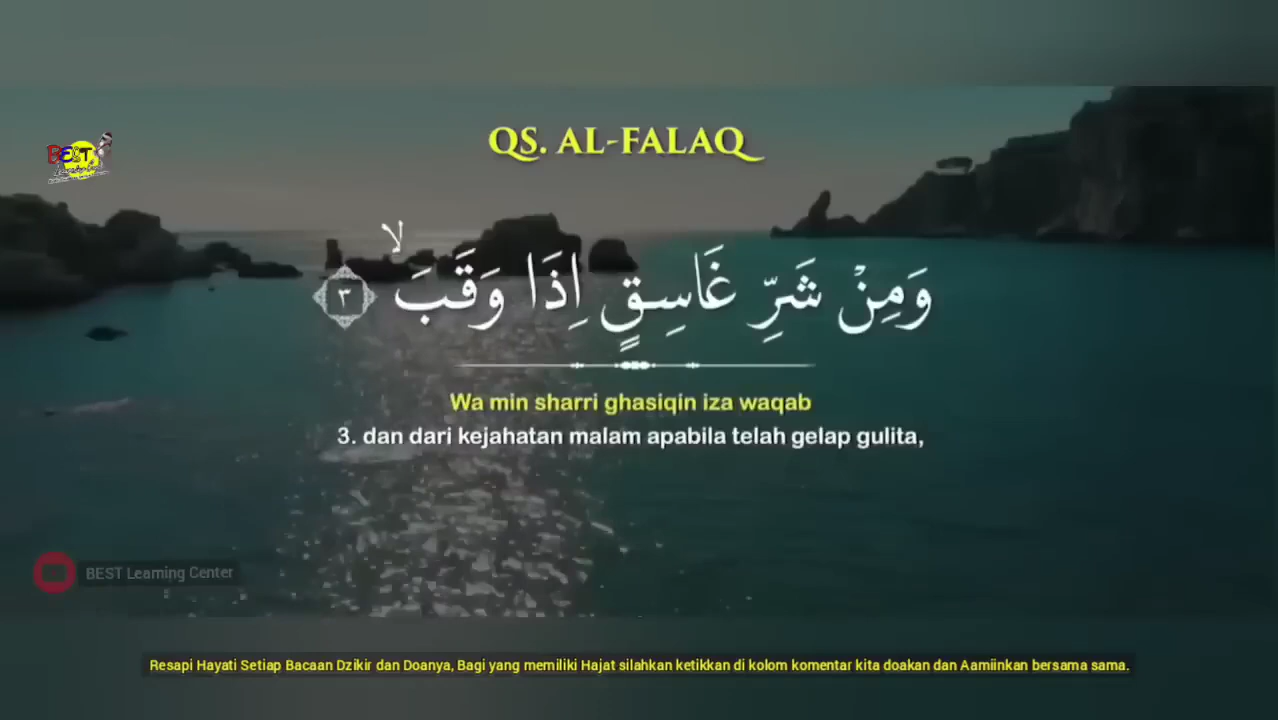 QS. AL-FALAQ
BEST
وَمِنْ شَرِّ غَاسِقٍ اِذَا وَقَبَۙ ٣
Wa min sharri ghasiqin iza waqab
3. dan dari kejahatan malam apabila telah gelap gulita,
BEST Learning Center
Resapi Hayati Setiap Bacaan Dzikir dan Doanya, Bagi yang memiliki Hajat silahkan ketikkan di kolom komentar kita doakan dan Aamiinkan bersama sama.